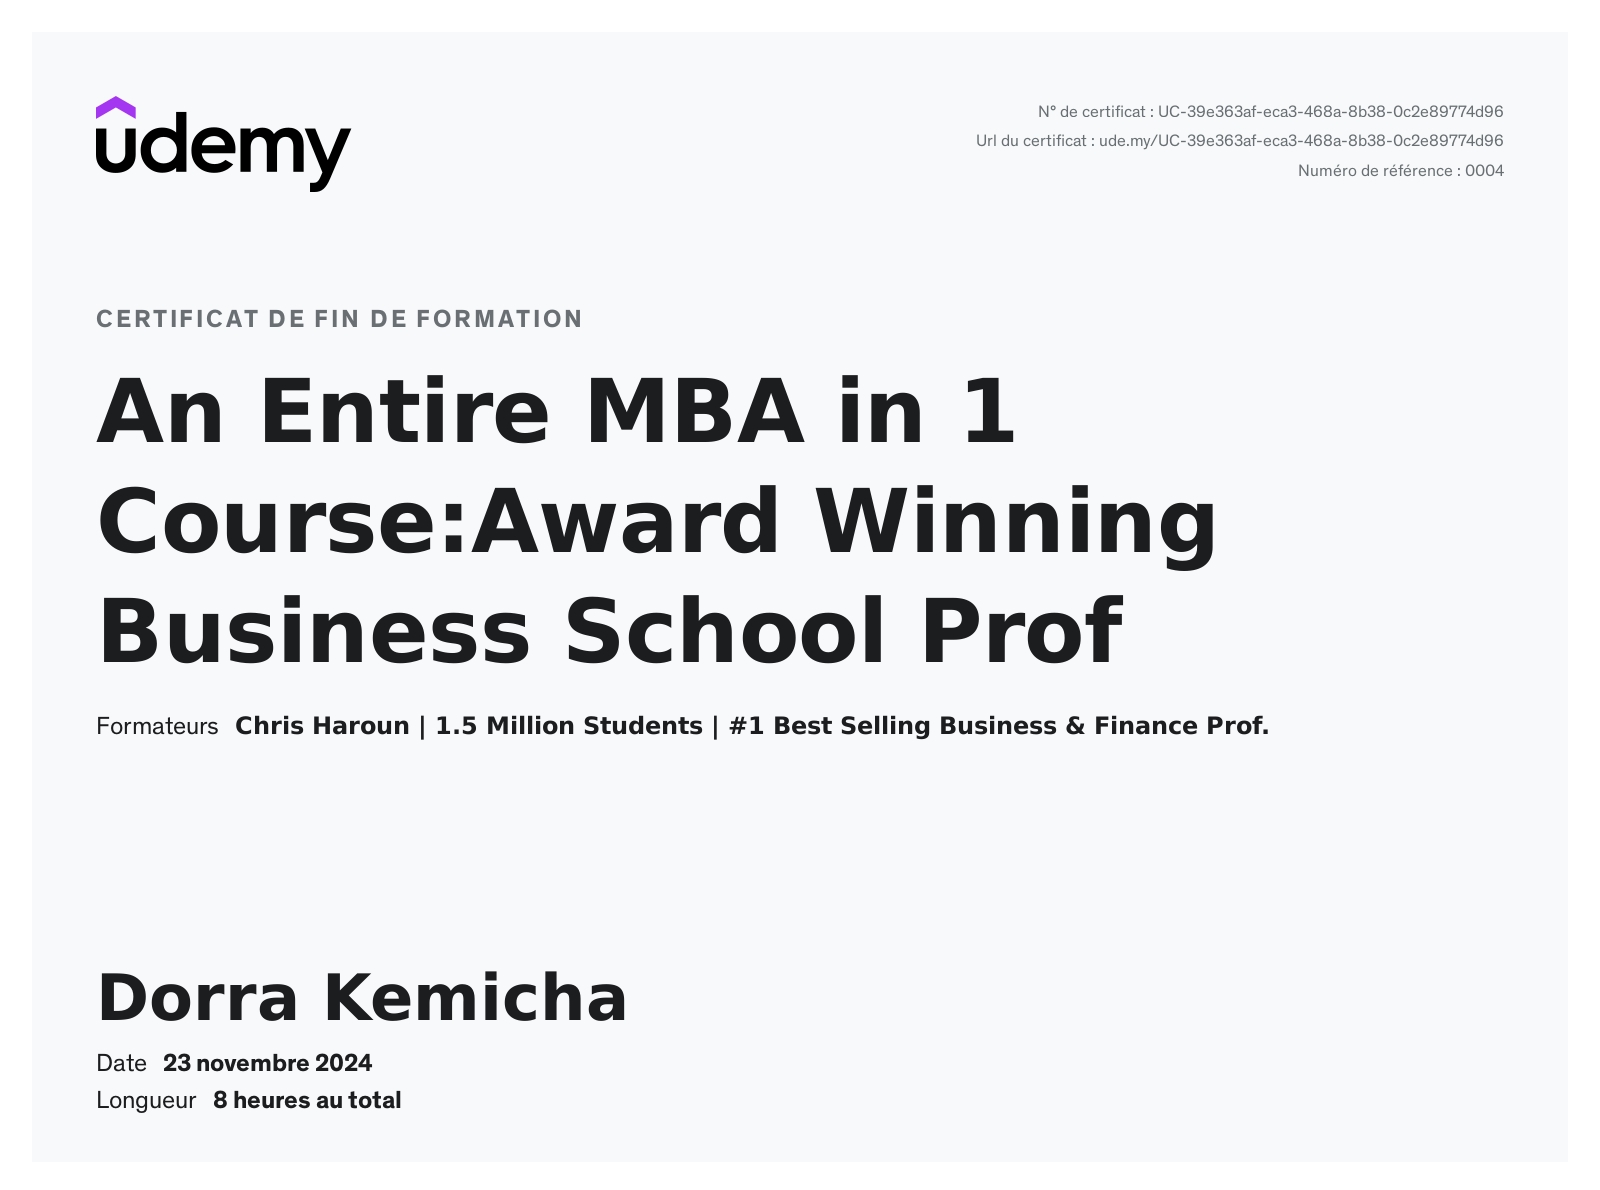 udemy
N° de certificat : UC-39e363af-eca3-468a-8b38-0c2e89774d96
Url du certificat : ude.my/UC-39e363af-eca3-468a-8b38-0c2e89774d96
Numéro de référence : 0004
CERTIFICAT DE FIN DE FORMATION
An Entire MBA in 1
Course:Award Winning
Business School Prof
Formateurs Chris Haroun | 1.5 Million Students | #1 Best Selling Business & Finance Prof.
Dorra Kemicha
Date 23 novembre 2024
Longueur 8 heures au total